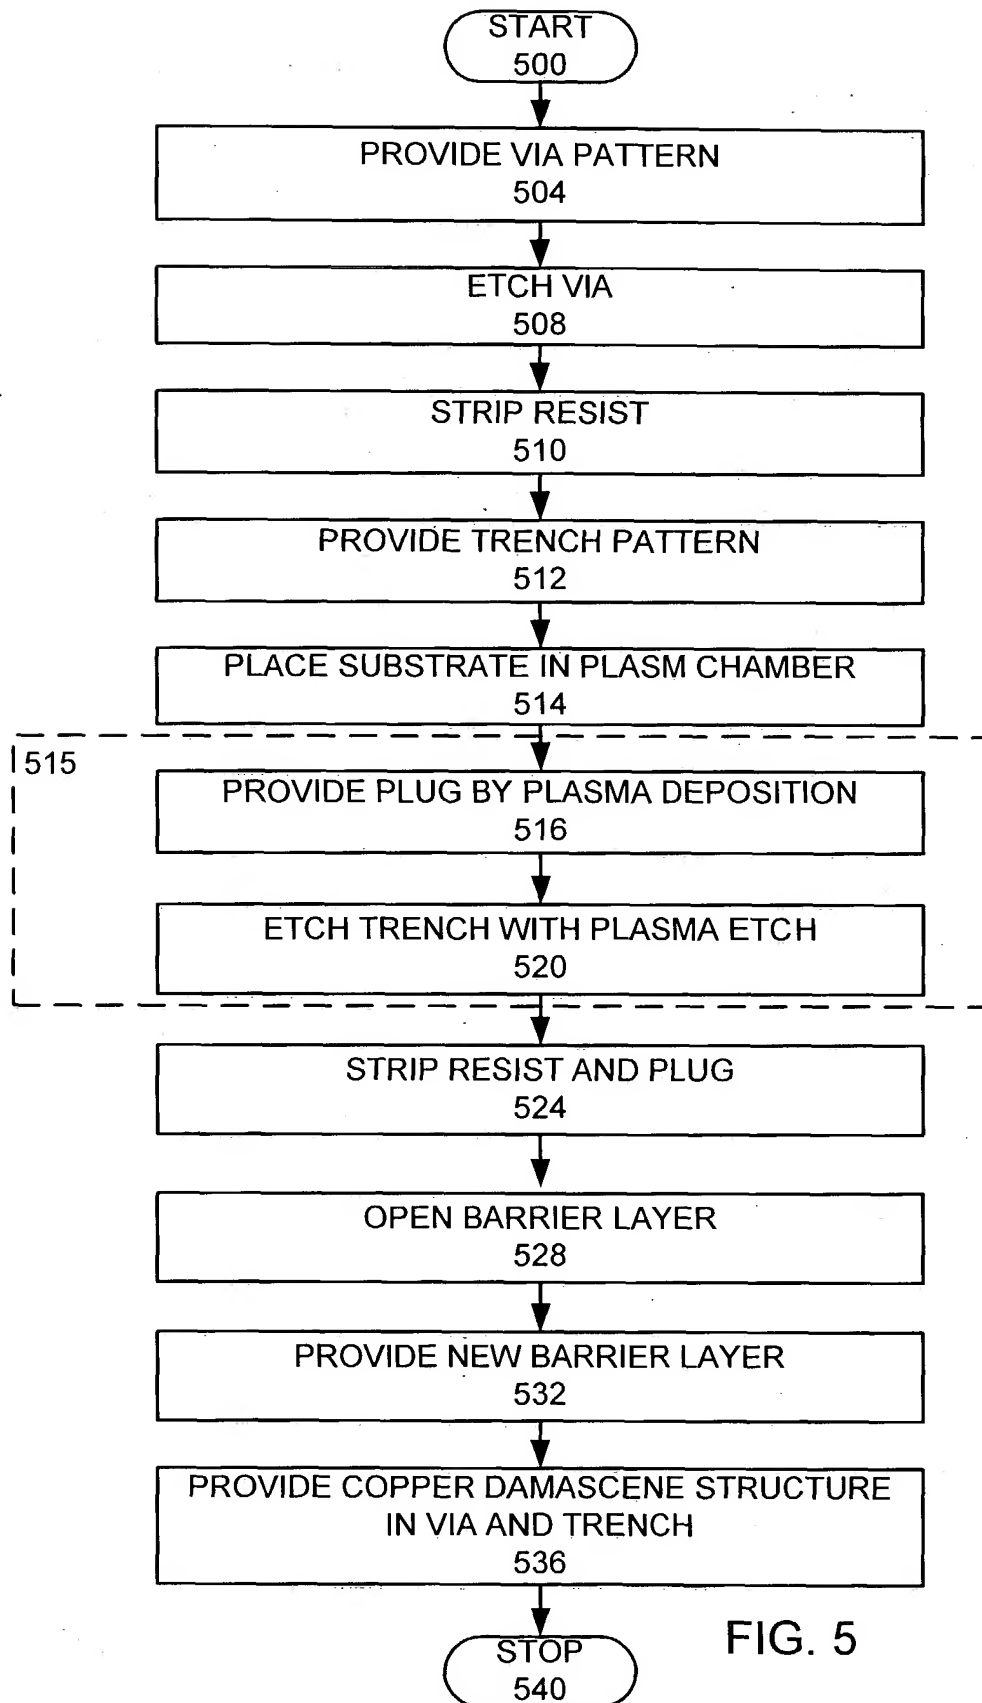 START
500
PROVIDE VIA PATTERN
504
ETCH VIA
508
STRIP RESIST
510
PROVIDE TRENCH PATTERN
512
PLACE SUBSTRATE IN PLASM CHAMBER
514
515
PROVIDE PLUG BY PLASMA DEPOSITION
516
ETCH TRENCH WITH PLASMA ETCH
520
STRIP RESIST AND PLUG
524
OPEN BARRIER LAYER
528
PROVIDE NEW BARRIER LAYER
532
PROVIDE COPPER DAMASCENE STRUCTURE
IN VIA AND TRENCH
536
STOP
540
FIG. 5